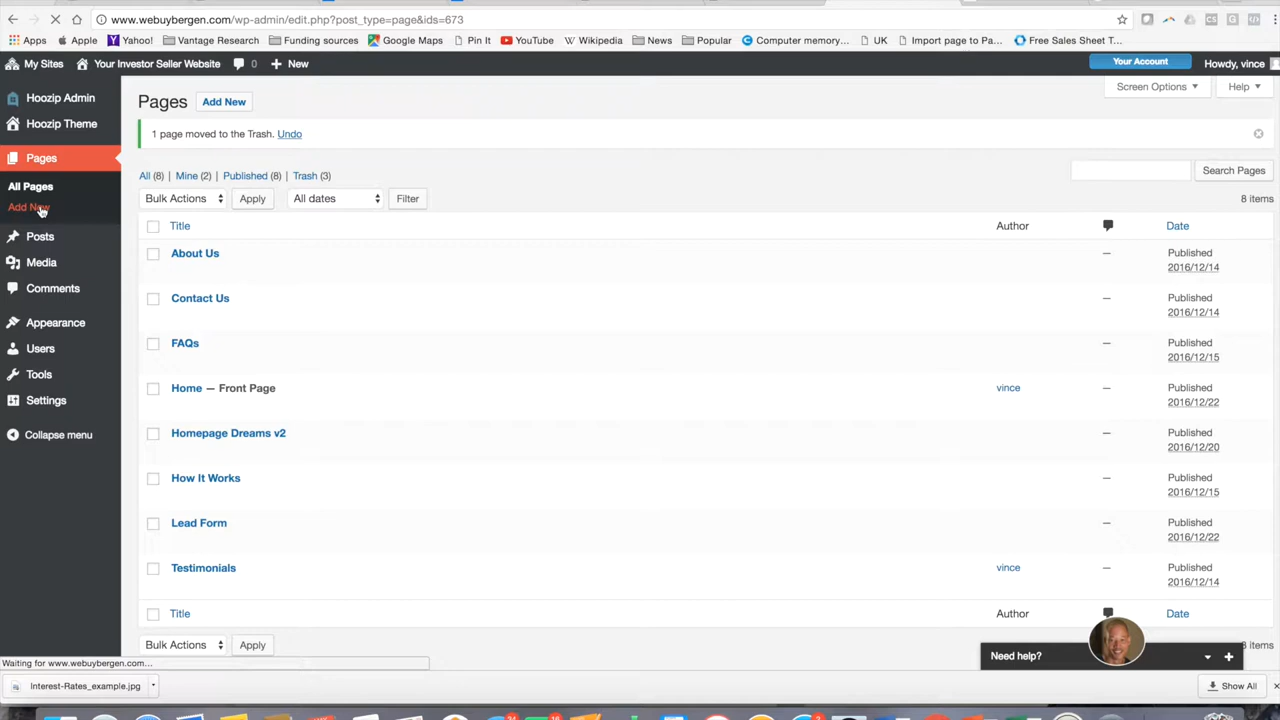 www.webuybergen.com/wp-admin/edit.php?post_type=page&ids=673
Apps Apple Yahoo! Vantage Research Funding sources Google Maps Pin It YouTube Wikipedia News Popular Computer memory... UK Import page to Pa... Free Sales Sheet T...
My Sites Your Investor Seller Website 0 New Your Account Howdy, vince
Hoozip Admin
Hoozip Theme
Pages
All Pages
Add New
Posts
Media
Comments
Appearance
Users
Tools
Settings
Collapse menu
Screen Options Help
Pages Add New
1 page moved to the Trash. Undo
All (8) | Mine (2) | Published (8) | Trash (3)
Search Pages
Bulk Actions Apply All dates Filter 8 items
Title Author Date
About Us — Published
2016/12/14
Contact Us — Published
2016/12/14
FAQs — Published
2016/12/15
Home — Front Page vince — Published
2016/12/22
Homepage Dreams v2 — Published
2016/12/20
How It Works — Published
2016/12/15
Lead Form — Published
2016/12/22
Testimonials vince — Published
2016/12/14
Title Author Date
Bulk Actions Apply items
Need help?
Waiting for www.webuybergen.com...
Interest-Rates_example.jpg Show All